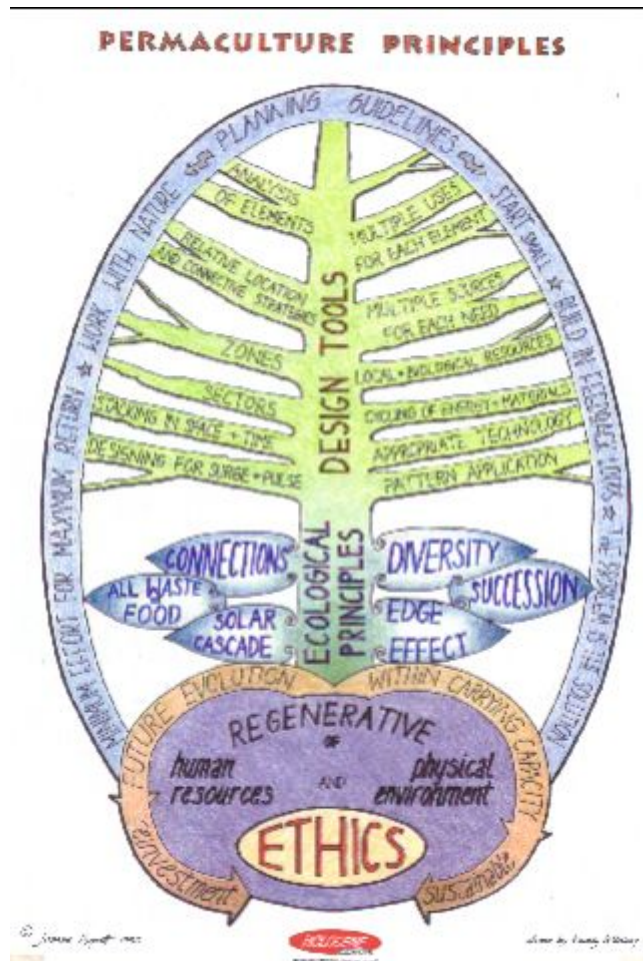 PERMACULTURE PRINCIPLES
PLANNING GUIDELINES
MINIMUM EFFORT FOR MAXIMUM RETURN ☆ WORK WITH NATURE
START SMALL ☆ BUILD IN FEEDBACK LOOPS ☆ THE PROBLEM IS THE SOLUTION
DESIGN TOOLS
ANALYSIS
OF ELEMENTS
RELATIVE LOCATION
AND CONNECTIVE STRATEGIES
ZONES
SECTORS
STACKING IN SPACE + TIME
DESIGNING FOR SURGE + PULSE
MULTIPLE USES
FOR EACH ELEMENT
MULTIPLE SOURCES
FOR EACH NEED
LOCAL + BIOLOGICAL RESOURCES
CYCLING OF ENERGY + MATERIALS
APPROPRIATE TECHNOLOGY
PATTERN APPLICATION
ECOLOGICAL
PRINCIPLES
CONNECTIONS
ALL WASTE
FOOD
SOLAR
CASCADE
DIVERSITY
SUCCESSION
EDGE
EFFECT
FUTURE EVOLUTION
WITHIN CARRYING CAPACITY
REGENERATIVE
OF
human
resources
AND
physical
environment
ETHICS
reinvestment
sustainable
©
HOLOCENE